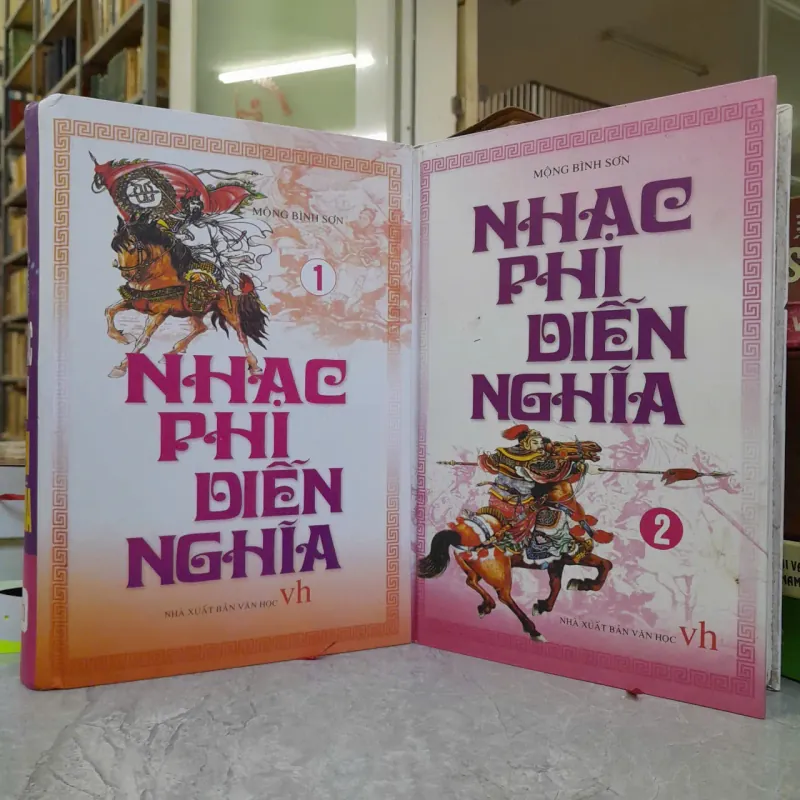 MỘNG BÌNH SƠN
1
NHẠC
PHI
DIỄN
NGHĨA
NHÀ XUẤT BẢN VĂN HỌC vh
MỘNG BÌNH SƠN
NHẠC
PHI
DIỄN
NGHĨA
2
NHÀ XUẤT BẢN VĂN HỌC vh